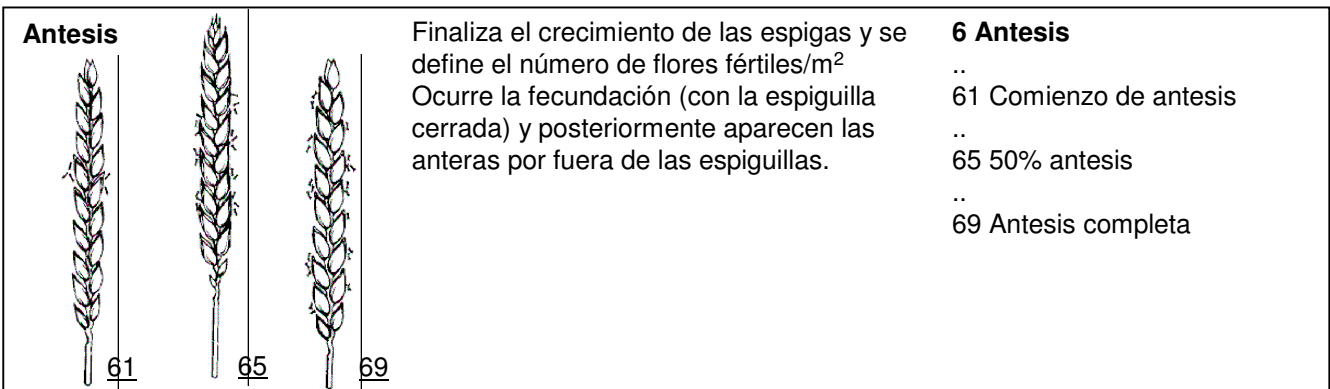 Antesis
61
65
69
Finaliza el crecimiento de las espigas y se
define el número de flores fértiles/m²
Ocurre la fecundación (con la espiguilla
cerrada) y posteriormente aparecen las
anteras por fuera de las espiguillas.
6 Antesis
..
61 Comienzo de antesis
..
65 50% antesis
..
69 Antesis completa